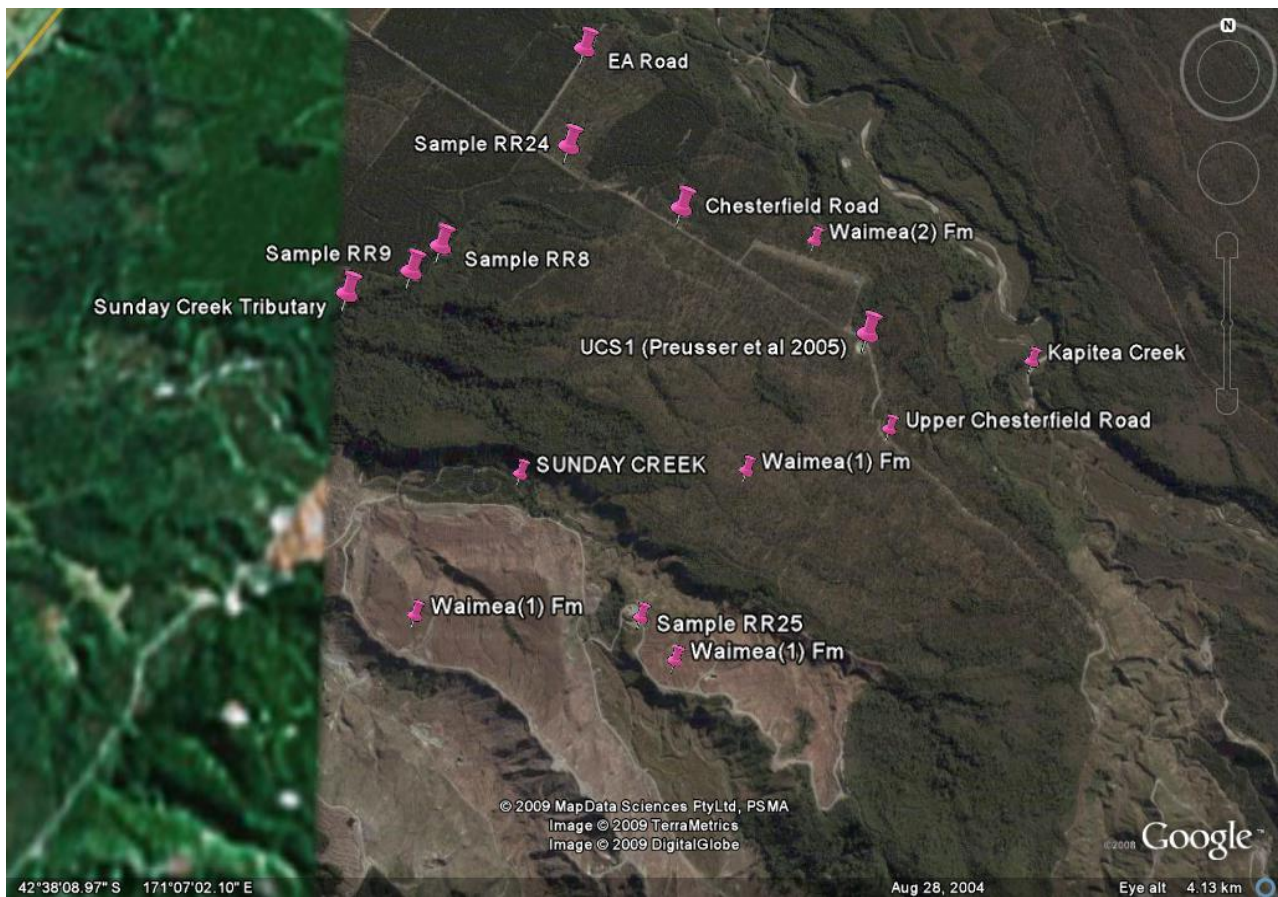 N
EA Road
Sample RR24
Chesterfield Road
Waimea(2) Fm
Sample RR9
Sample RR8
Sunday Creek Tributary
UCS1 (Preusser et al 2005)
Kapitea Creek
Upper Chesterfield Road
SUNDAY CREEK
Waimea(1) Fm
Waimea(1) Fm
Sample RR25
Waimea(1) Fm
© 2009 MapData Sciences PtyLtd, PSMA
Image © 2009 TerraMetrics
Image © 2009 DigitalGlobe
©2008 Google™
42°38'08.97" S 171°07'02.10" E Aug 28, 2004 Eye alt 4.13 km